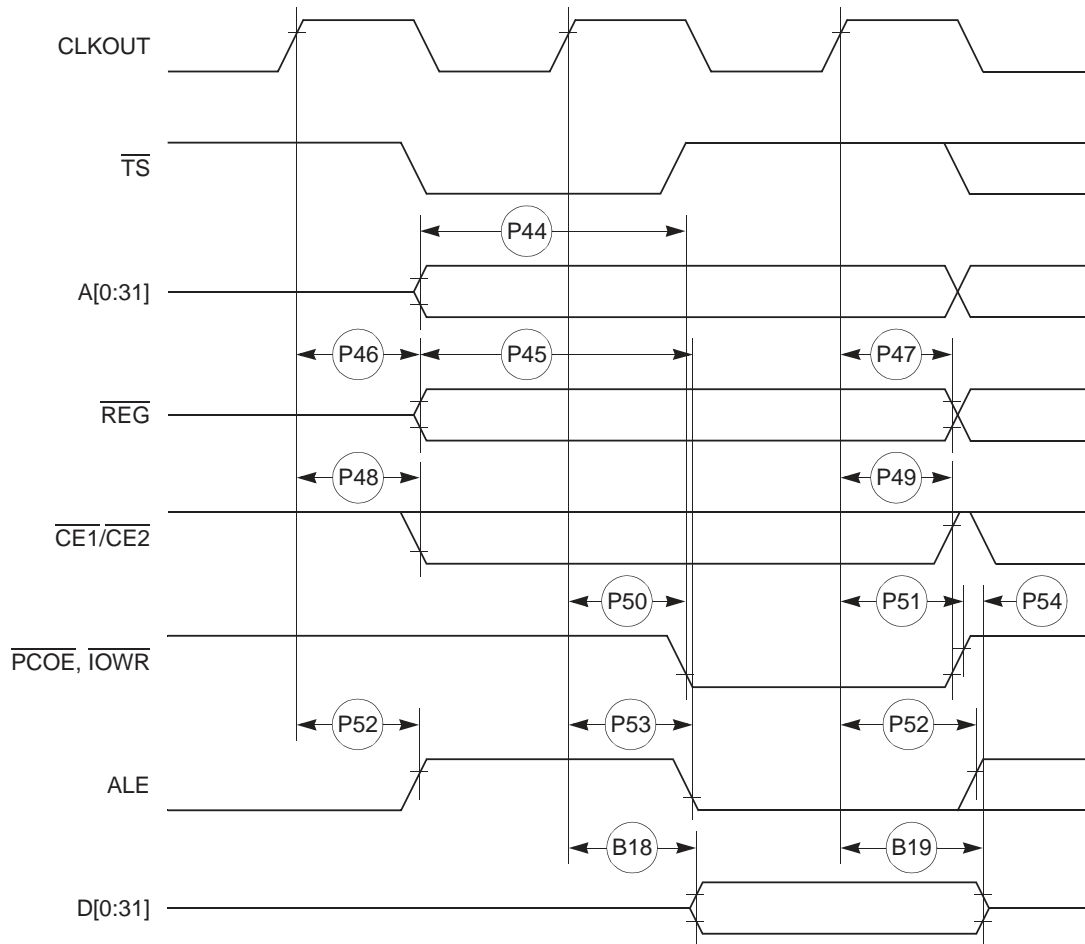 CLKOUT
TS
P44
A[0:31]
P46 P45 P47
REG
P48 P49
CE1/CE2
P50 P51 P54
PCOE, IOWR
P52 P53 P52
ALE
B18 B19
D[0:31]